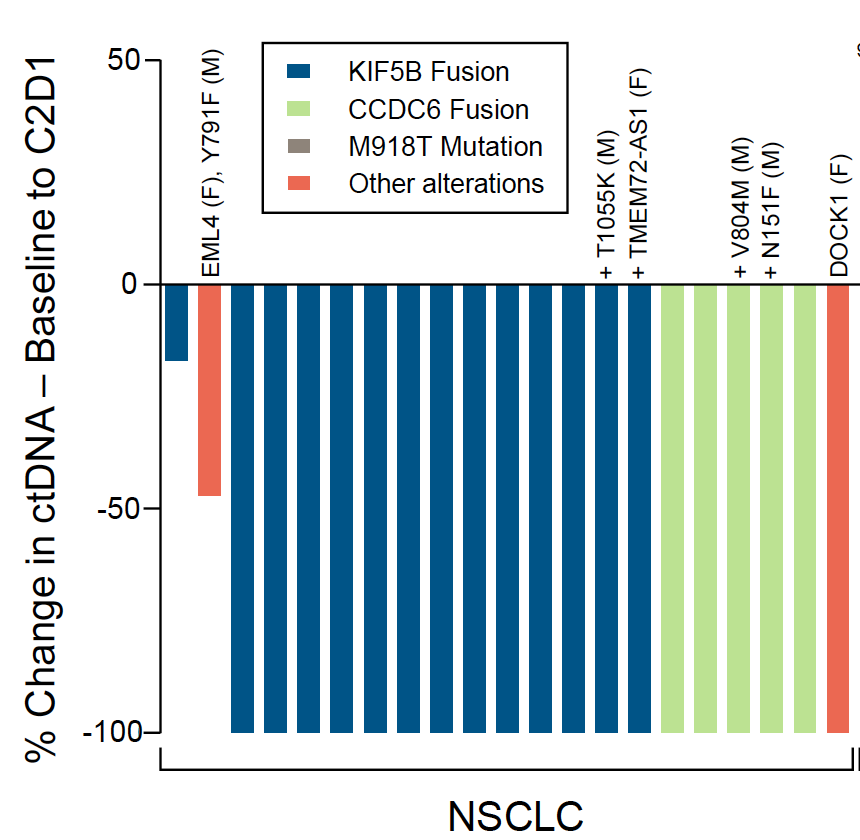 % Change in ctDNA – Baseline to C2D1
50
0
-50
-100
KIF5B Fusion
CCDC6 Fusion
M918T Mutation
Other alterations
EML4 (F), Y791F (M)
+ T1055K (M)
+ TMEM72-AS1 (F)
+ V804M (M)
+ N151F (M)
DOCK1 (F)
NSCLC